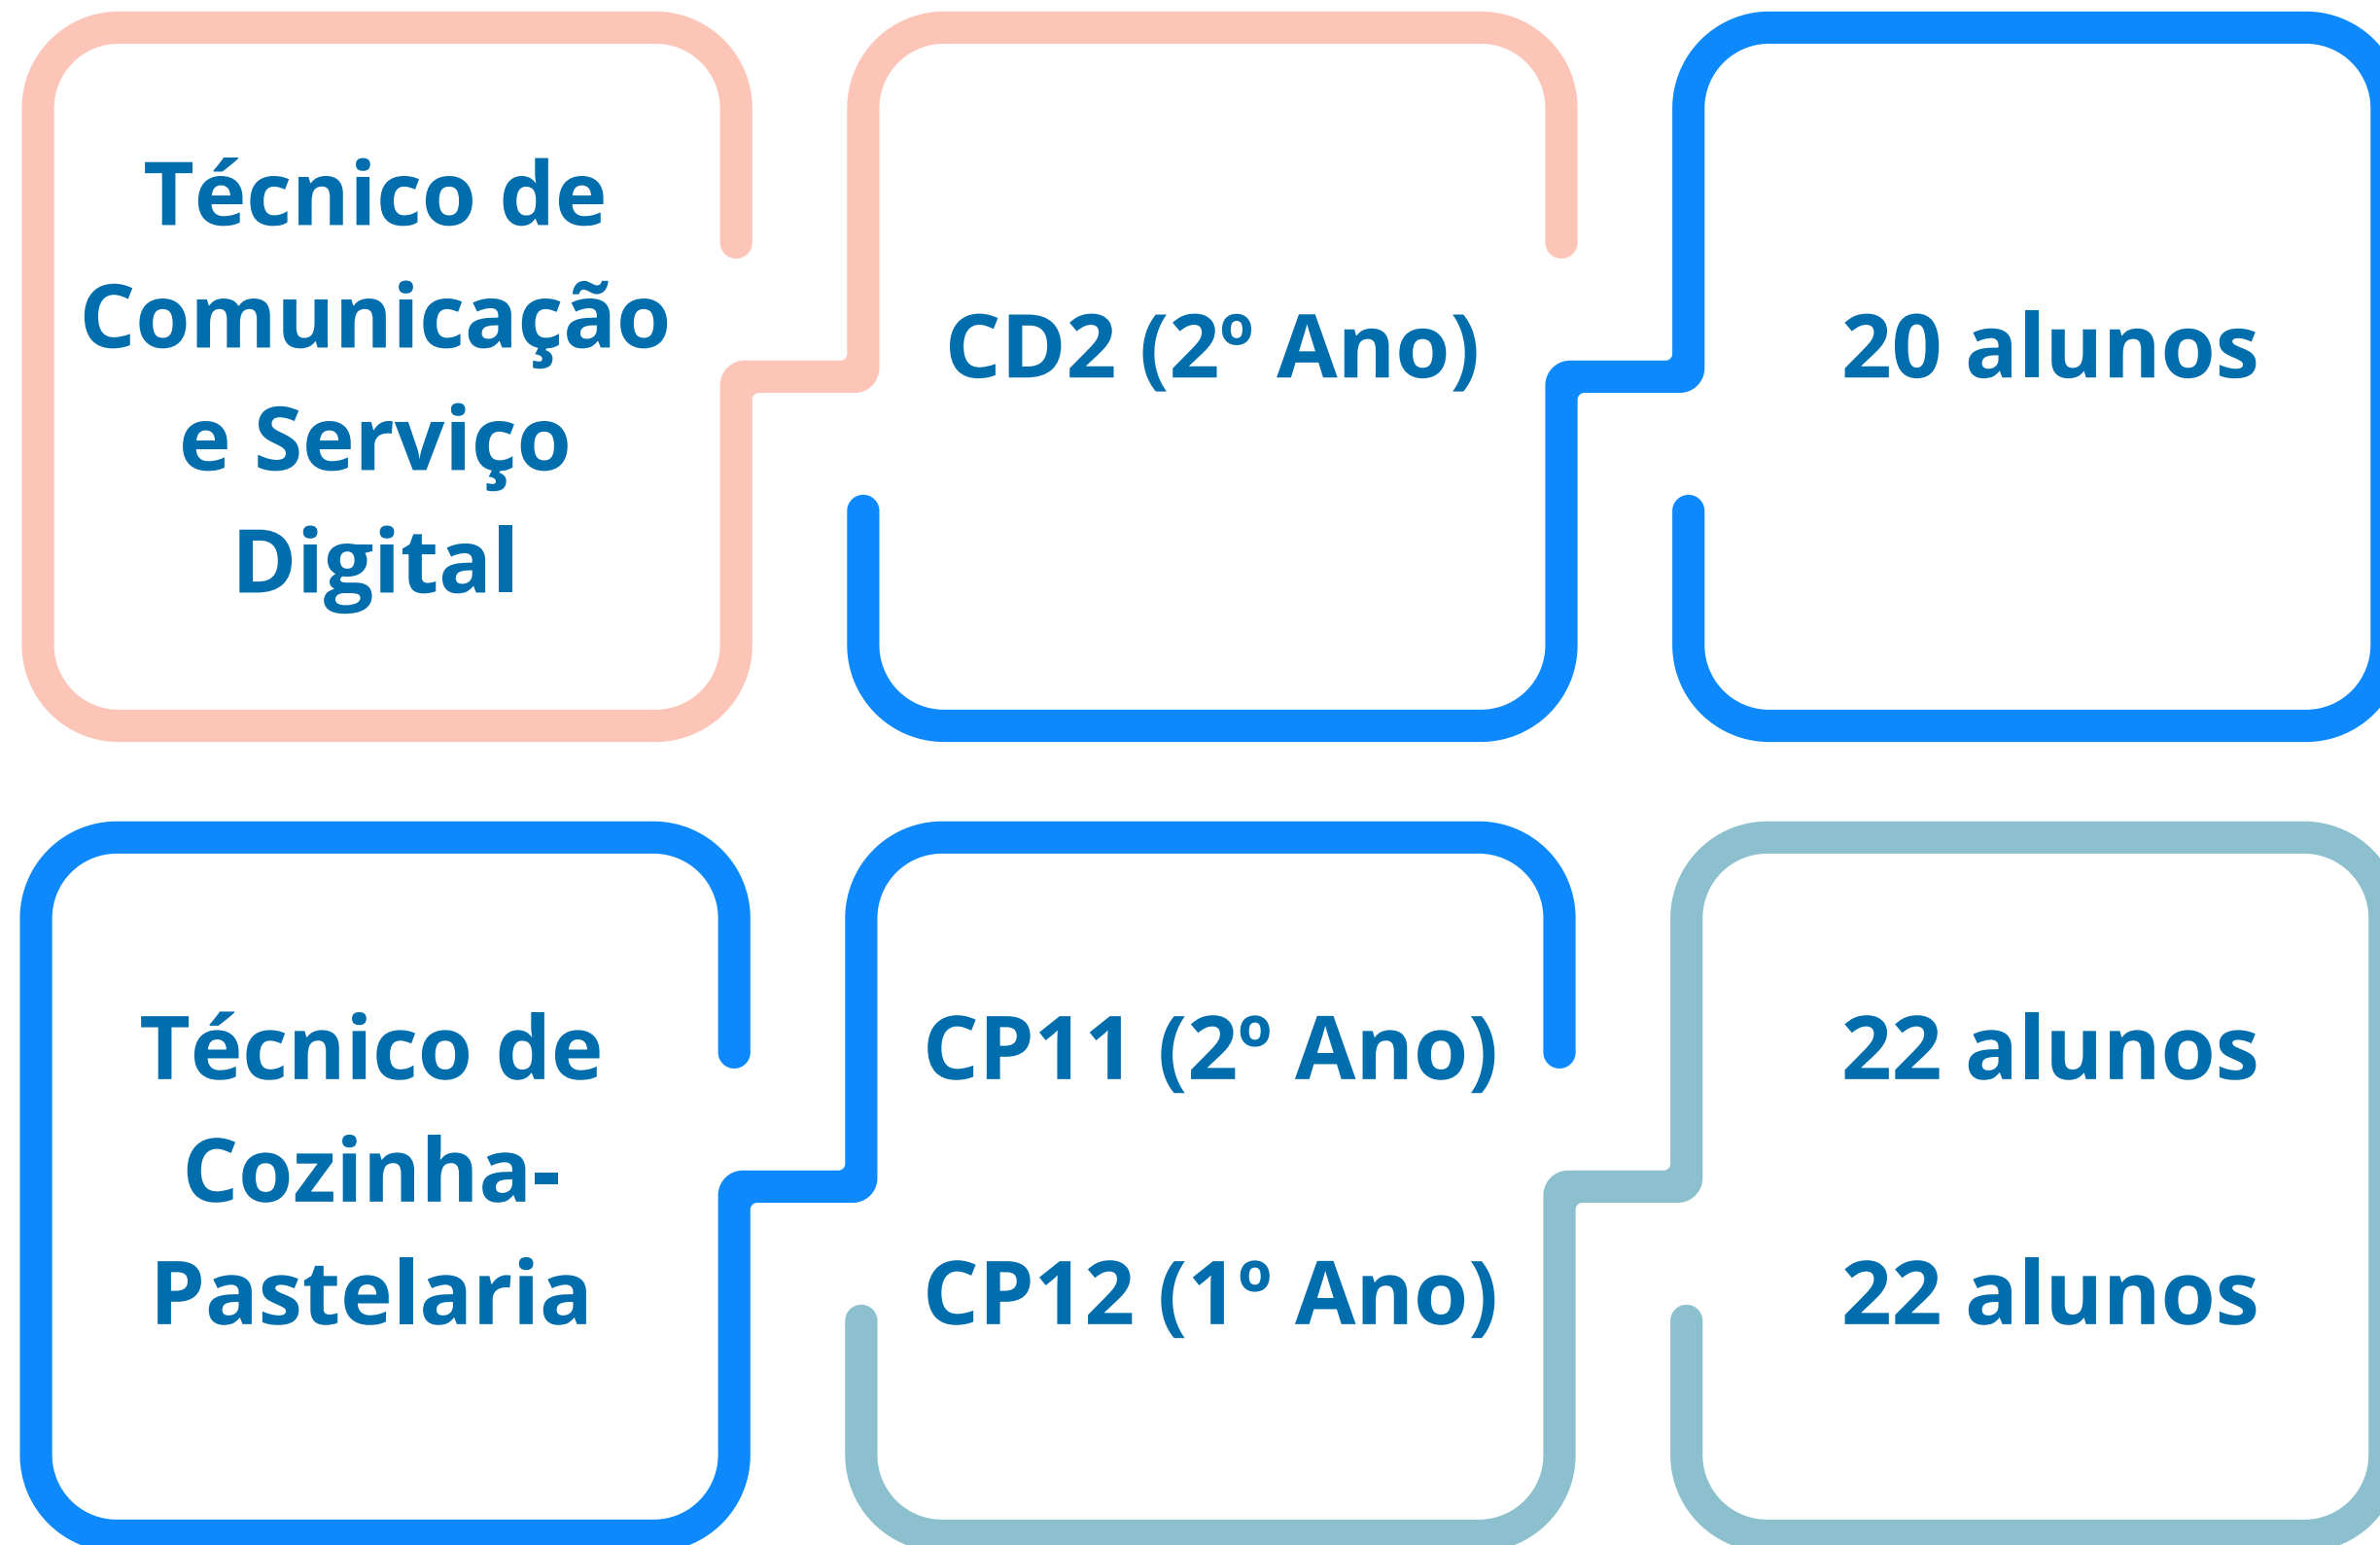 Técnico de
Comunicação
e Serviço
Digital
CD2 (2º Ano)
20 alunos
Técnico de
Cozinha-
Pastelaria
CP11 (2º Ano)
CP12 (1º Ano)
22 alunos
22 alunos